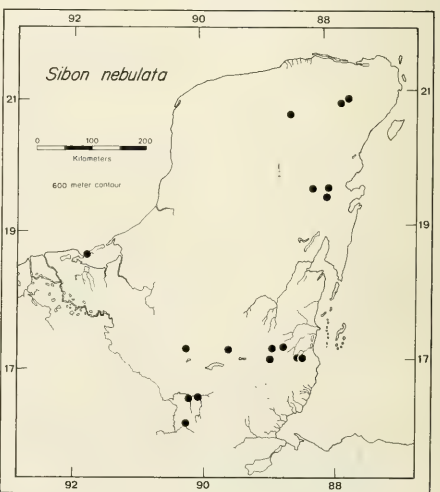 92 90 88
Sibon nebulata
21 21
0 100 200
Kilometers
600 meter contour
19 19
17 17
92 90 88